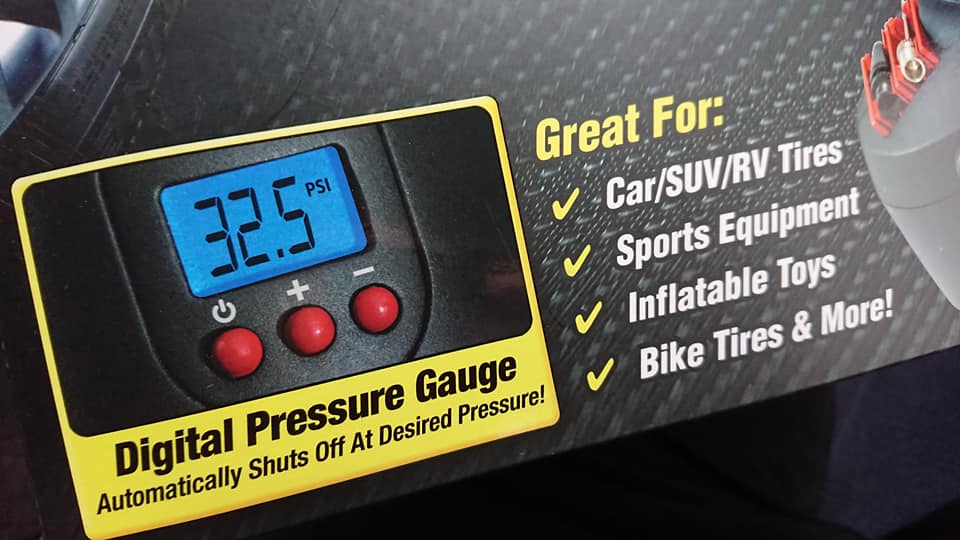 32.5 PSI
+ −
Digital Pressure Gauge
Automatically Shuts Off At Desired Pressure!
Great For:
✓ Car/SUV/RV Tires
✓ Sports Equipment
✓ Inflatable Toys
✓ Bike Tires & More!